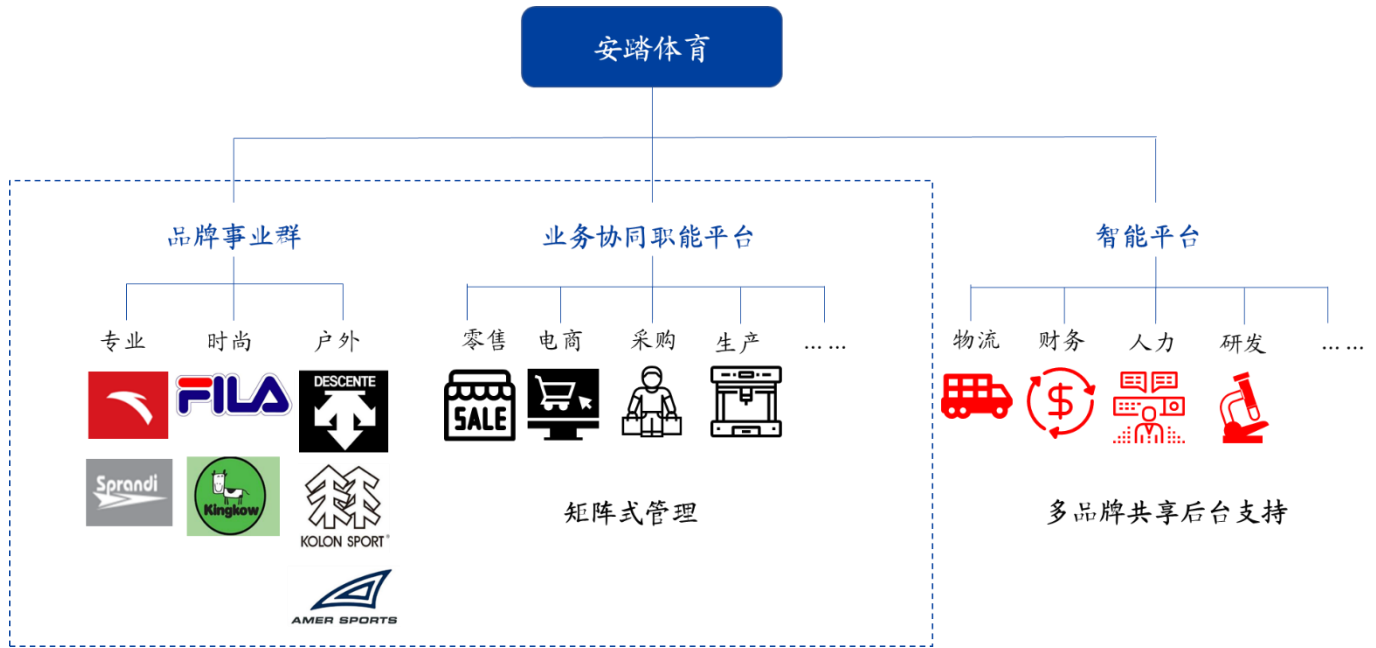 安踏体育
品牌事业群
业务协同职能平台
智能平台
专业
时尚
户外
零售
电商
采购
生产
... ...
物流
财务
人力
研发
... ...
FILA
DESCENTE
SALE
$
Sprandi
Kingkow
KOLON SPORT®
矩阵式管理
多品牌共享后台支持
AMER SPORTS